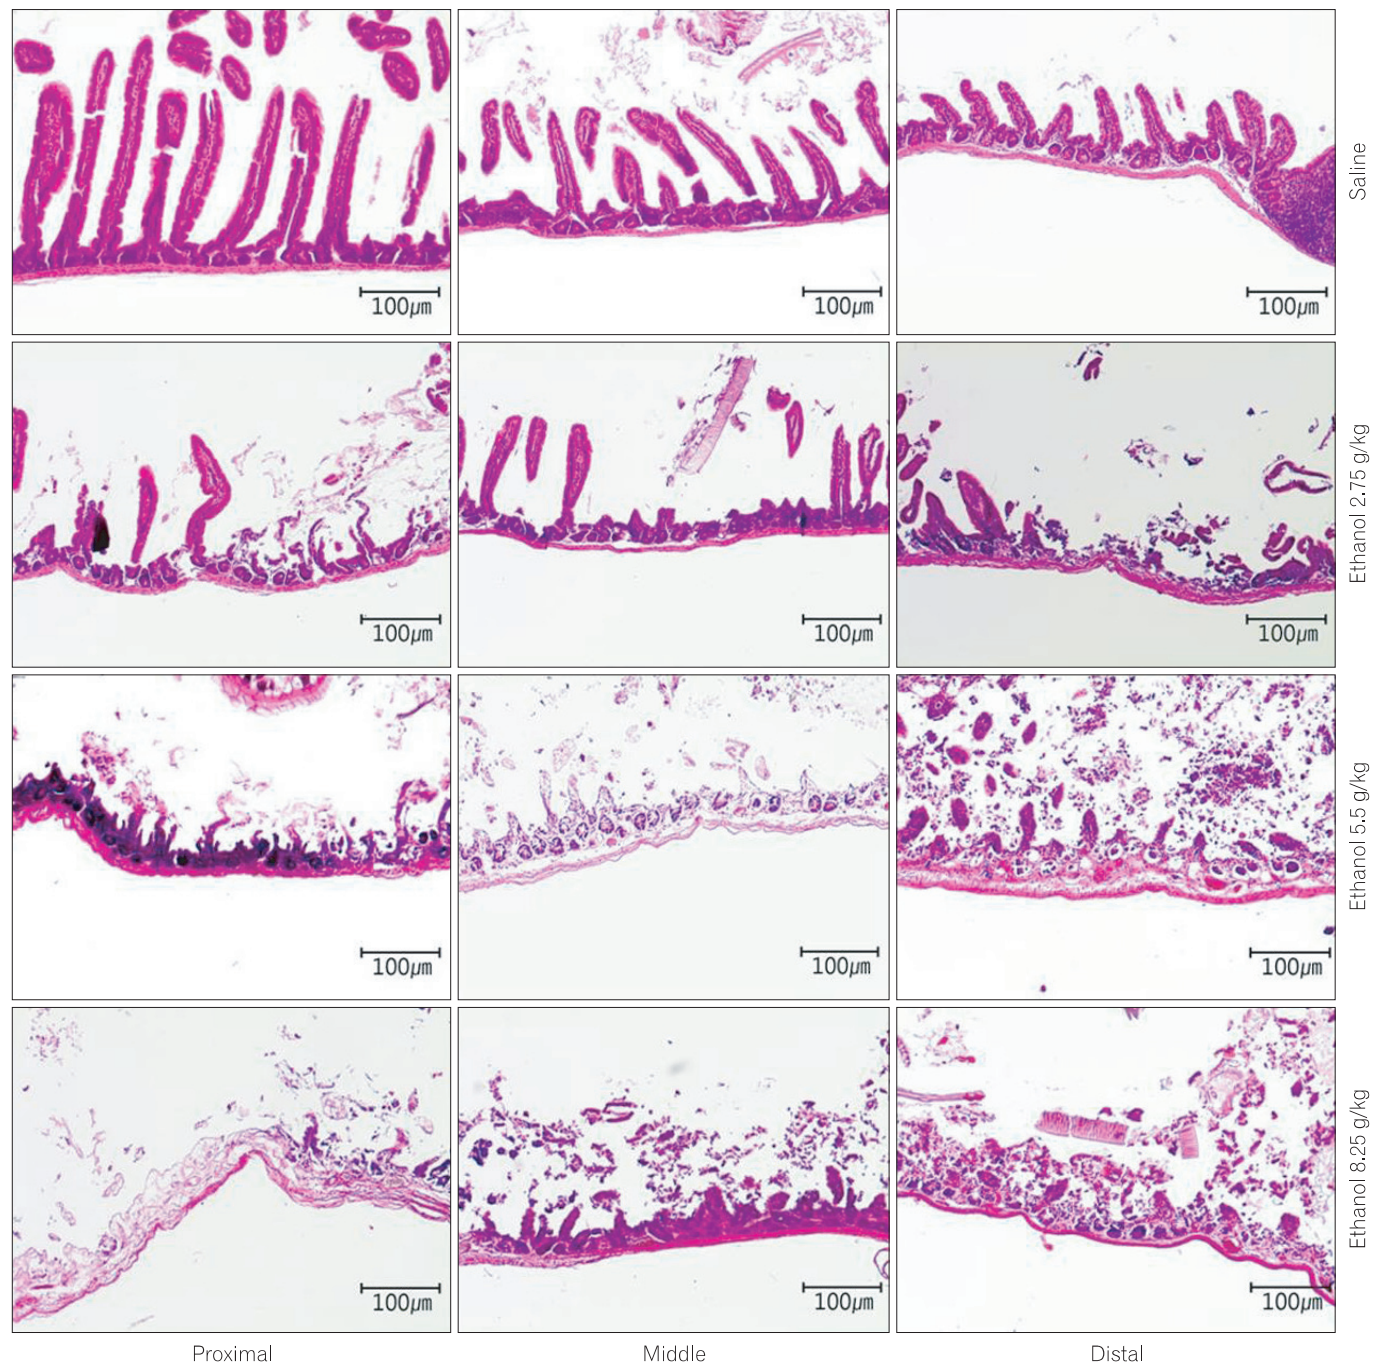 100μm 100μm 100μm Saline
100μm 100μm 100μm Ethanol 2.75 g/kg
100μm 100μm 100μm Ethanol 5.5 g/kg
100μm 100μm 100μm Ethanol 8.25 g/kg
Proximal Middle Distal